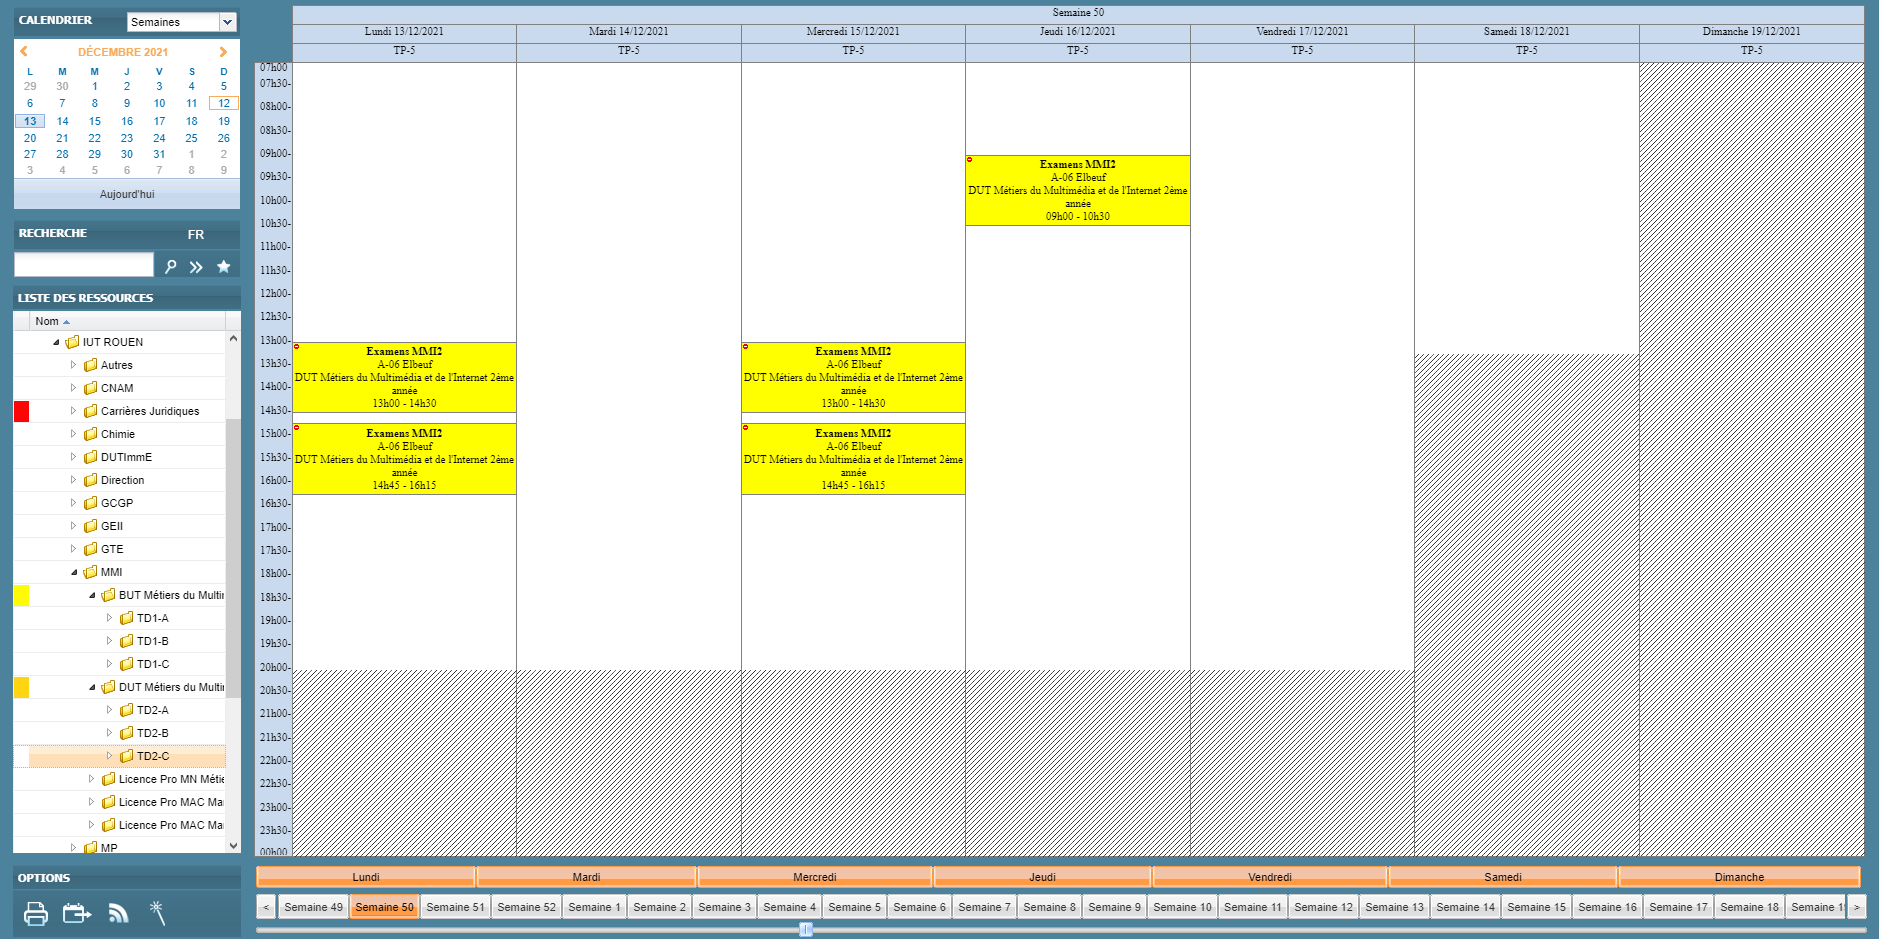 CALENDRIER
Semaines
DÉCEMBRE 2021
L M M J V S D
29 30 1 2 3 4 5
6 7 8 9 10 11 12
13 14 15 16 17 18 19
20 21 22 23 24 25 26
27 28 29 30 31 1 2
3 4 5 6 7 8 9
Aujourd'hui
RECHERCHE FR
LISTE DES RESSOURCES
Nom
IUT ROUEN
Autres
CNAM
Carrières Juridiques
Chimie
DUTImmE
Direction
GCGP
GEII
GTE
MMI
BUT Métiers du Multi
TD1-A
TD1-B
TD1-C
DUT Métiers du Multi
TD2-A
TD2-B
TD2-C
Licence Pro MN Métie
Licence Pro MAC Ma
Licence Pro MAC Ma
MP
OPTIONS
Semaine 50
Lundi 13/12/2021 Mardi 14/12/2021 Mercredi 15/12/2021 Jeudi 16/12/2021 Vendredi 17/12/2021 Samedi 18/12/2021 Dimanche 19/12/2021
TP-5 TP-5 TP-5 TP-5 TP-5 TP-5 TP-5
07h00
07h30-
08h00-
08h30-
09h00-
09h30-
10h00-
10h30-
11h00-
11h30-
12h00-
12h30-
13h00-
13h30-
14h00-
14h30-
15h00-
15h30-
16h00-
16h30-
17h00-
17h30-
18h00-
18h30-
19h00-
19h30-
20h00-
20h30-
21h00-
21h30-
22h00-
22h30-
23h00-
23h30-
00h00
Examens MMI2
A-06 Elbeuf
DUT Métiers du Multimédia et de l'Internet 2ème
année
13h00 - 14h30
Examens MMI2
A-06 Elbeuf
DUT Métiers du Multimédia et de l'Internet 2ème
année
14h45 - 16h15
Examens MMI2
A-06 Elbeuf
DUT Métiers du Multimédia et de l'Internet 2ème
année
13h00 - 14h30
Examens MMI2
A-06 Elbeuf
DUT Métiers du Multimédia et de l'Internet 2ème
année
14h45 - 16h15
Examens MMI2
A-06 Elbeuf
DUT Métiers du Multimédia et de l'Internet 2ème
année
09h00 - 10h30
Lundi Mardi Mercredi Jeudi Vendredi Samedi Dimanche
< Semaine 49 Semaine 50 Semaine 51 Semaine 52 Semaine 1 Semaine 2 Semaine 3 Semaine 4 Semaine 5 Semaine 6 Semaine 7 Semaine 8 Semaine 9 Semaine 10 Semaine 11 Semaine 12 Semaine 13 Semaine 14 Semaine 15 Semaine 16 Semaine 17 Semaine 18 Semaine 1 >